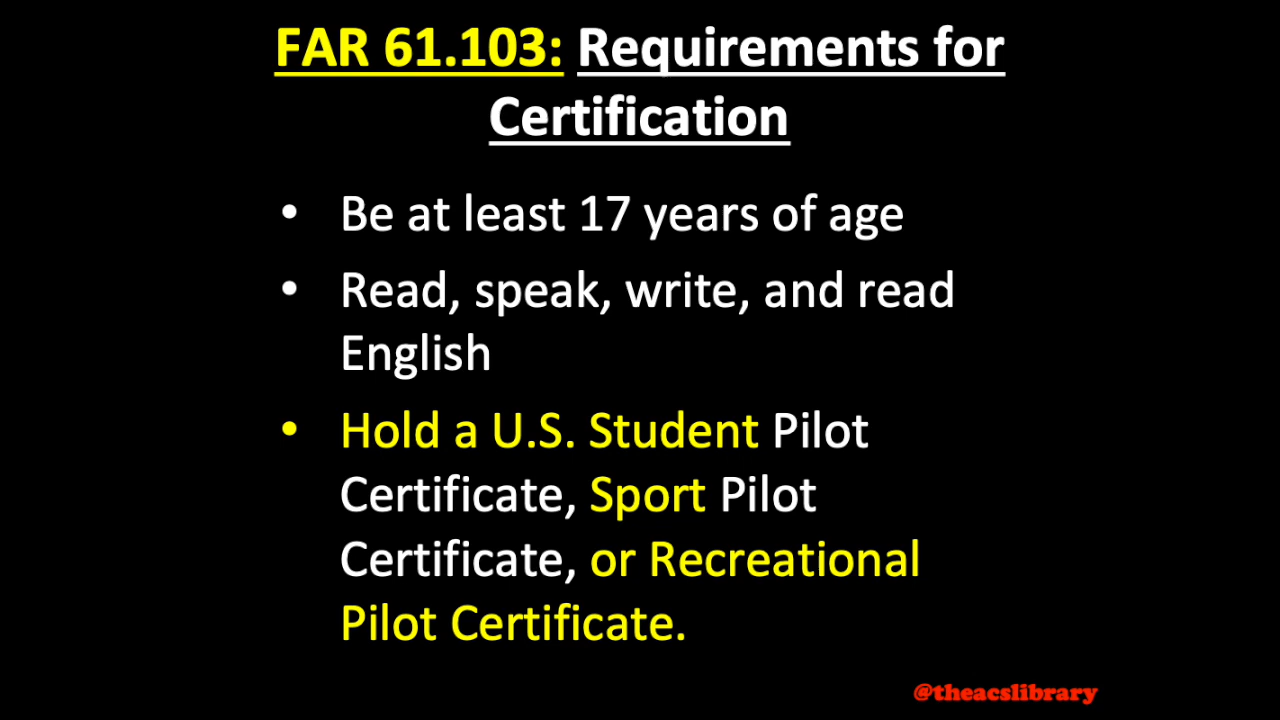 FAR 61.103: Requirements for
Certification
• Be at least 17 years of age
• Read, speak, write, and read
English
• Hold a U.S. Student Pilot
Certificate, Sport Pilot
Certificate, or Recreational
Pilot Certificate.
@theacslibrary